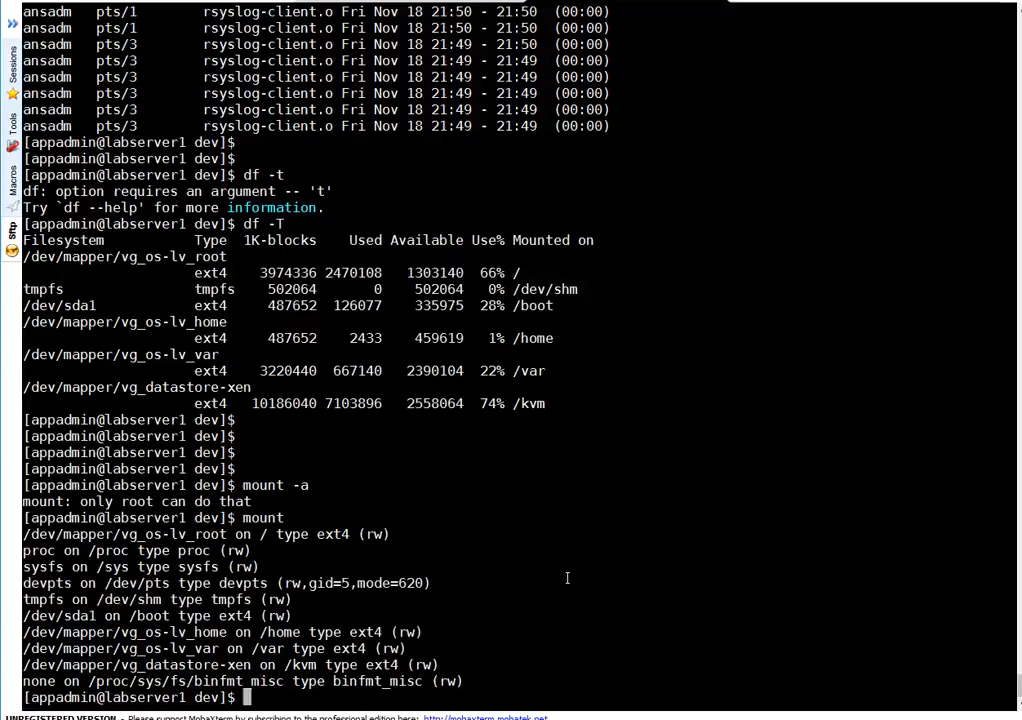 ansadm   pts/1        rsyslog-client.o Fri Nov 18 21:50 - 21:50  (00:00)
ansadm   pts/1        rsyslog-client.o Fri Nov 18 21:50 - 21:50  (00:00)
ansadm   pts/3        rsyslog-client.o Fri Nov 18 21:49 - 21:50  (00:00)
ansadm   pts/3        rsyslog-client.o Fri Nov 18 21:49 - 21:49  (00:00)
ansadm   pts/3        rsyslog-client.o Fri Nov 18 21:49 - 21:49  (00:00)
ansadm   pts/3        rsyslog-client.o Fri Nov 18 21:49 - 21:49  (00:00)
ansadm   pts/3        rsyslog-client.o Fri Nov 18 21:49 - 21:49  (00:00)
ansadm   pts/3        rsyslog-client.o Fri Nov 18 21:49 - 21:49  (00:00)
[appadmin@labserver1 dev]$
[appadmin@labserver1 dev]$
[appadmin@labserver1 dev]$ df -t
df: option requires an argument -- 't'
Try `df --help' for more information.
[appadmin@labserver1 dev]$ df -T
Filesystem           Type  1K-blocks    Used Available Use% Mounted on
/dev/mapper/vg_os-lv_root
                     ext4    3974336 2470108   1303140  66% /
tmpfs                tmpfs    502064       0    502064   0% /dev/shm
/dev/sda1            ext4     487652  126077    335975  28% /boot
/dev/mapper/vg_os-lv_home
                     ext4     487652    2433    459619   1% /home
/dev/mapper/vg_os-lv_var
                     ext4    3220440  667140   2390104  22% /var
/dev/mapper/vg_datastore-xen
                     ext4   10186040 7103896   2558064  74% /kvm
[appadmin@labserver1 dev]$
[appadmin@labserver1 dev]$
[appadmin@labserver1 dev]$
[appadmin@labserver1 dev]$
[appadmin@labserver1 dev]$ mount -a
mount: only root can do that
[appadmin@labserver1 dev]$ mount
/dev/mapper/vg_os-lv_root on / type ext4 (rw)
proc on /proc type proc (rw)
sysfs on /sys type sysfs (rw)
devpts on /dev/pts type devpts (rw,gid=5,mode=620)
tmpfs on /dev/shm type tmpfs (rw)
/dev/sda1 on /boot type ext4 (rw)
/dev/mapper/vg_os-lv_home on /home type ext4 (rw)
/dev/mapper/vg_os-lv_var on /var type ext4 (rw)
/dev/mapper/vg_datastore-xen on /kvm type ext4 (rw)
none on /proc/sys/fs/binfmt_misc type binfmt_misc (rw)
[appadmin@labserver1 dev]$
Sessions
Tools
Macros
Sftp
UNREGISTERED VERSION - Please support MobaXterm by subscribing to the professional edition here: http://mobaxterm.mobatek.net